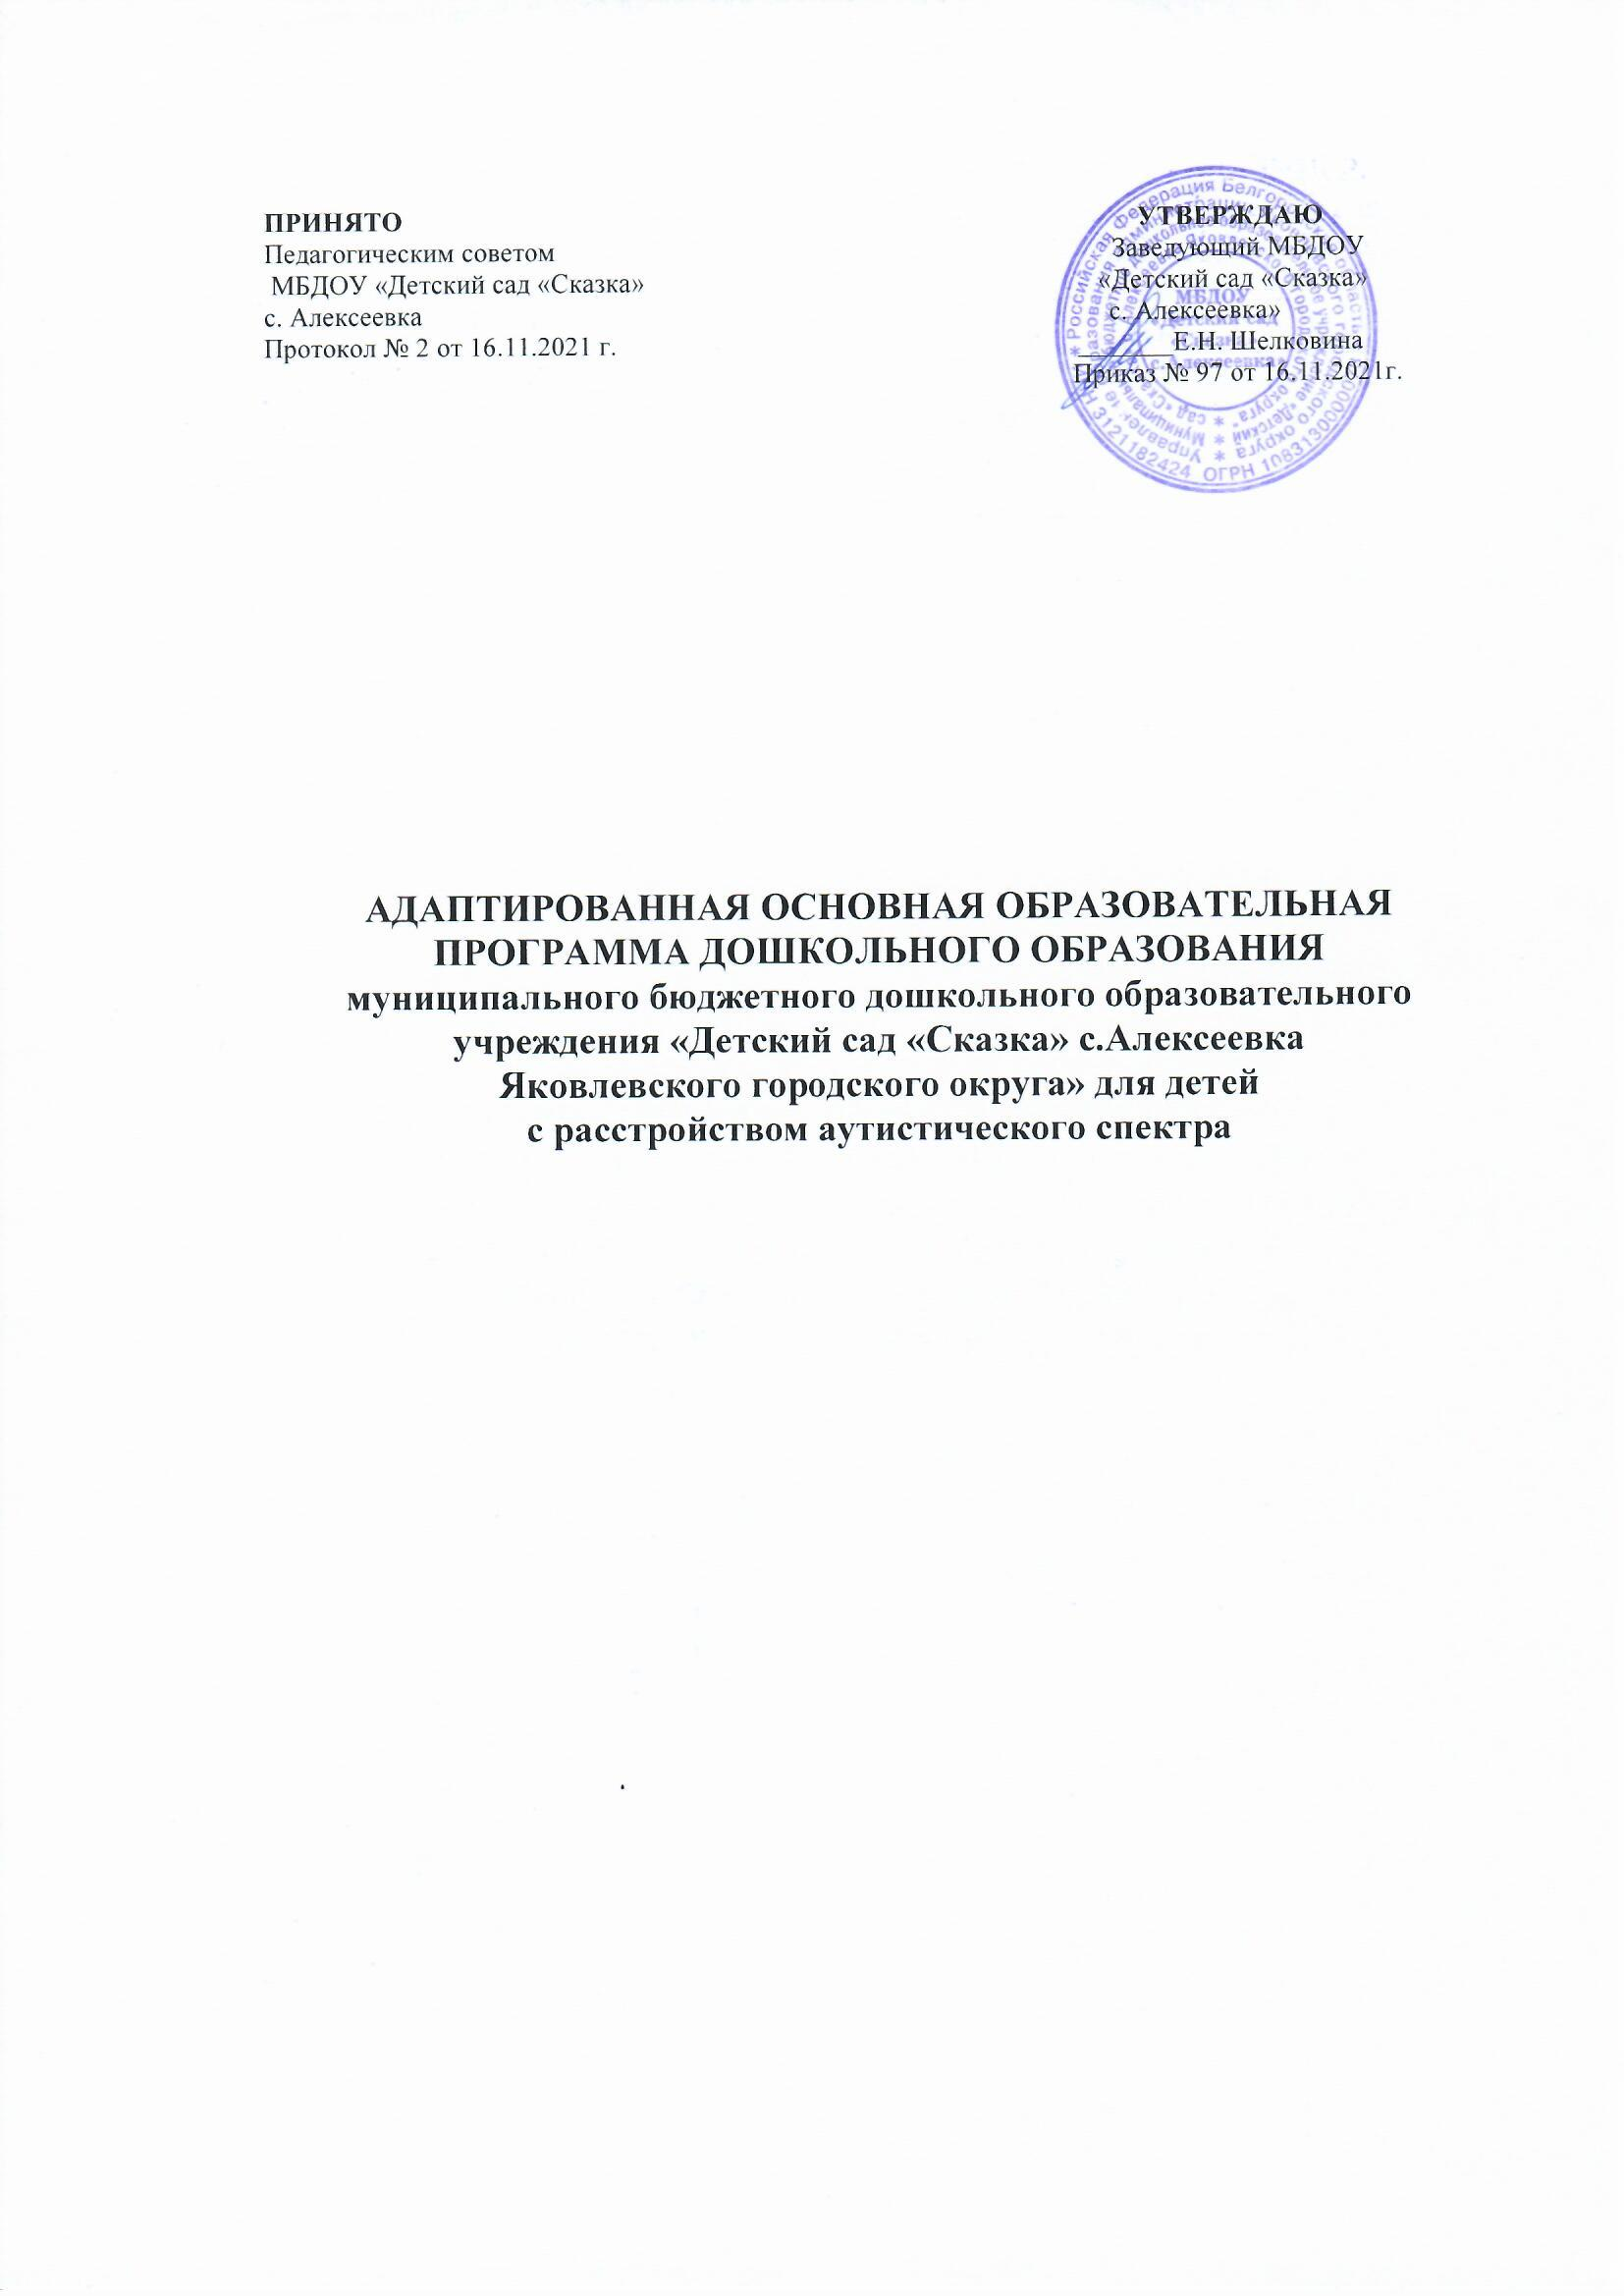 ПРИНЯТО
Педагогическим советом
МБДОУ «Детский сад «Сказка»
с. Алексеевка
Протокол № 2 от 16.11.2021 г.
УТВЕРЖДАЮ
Заведующий МБДОУ
«Детский сад «Сказка»
с. Алексеевка»
_______Е.Н. Шелковина
Приказ № 97 от 16.11.2021г.
АДАПТИРОВАННАЯ ОСНОВНАЯ ОБРАЗОВАТЕЛЬНАЯ
ПРОГРАММА ДОШКОЛЬНОГО ОБРАЗОВАНИЯ
муниципального бюджетного дошкольного образовательного
учреждения «Детский сад «Сказка» с.Алексеевка
Яковлевского городского округа» для детей
с расстройством аутистического спектра